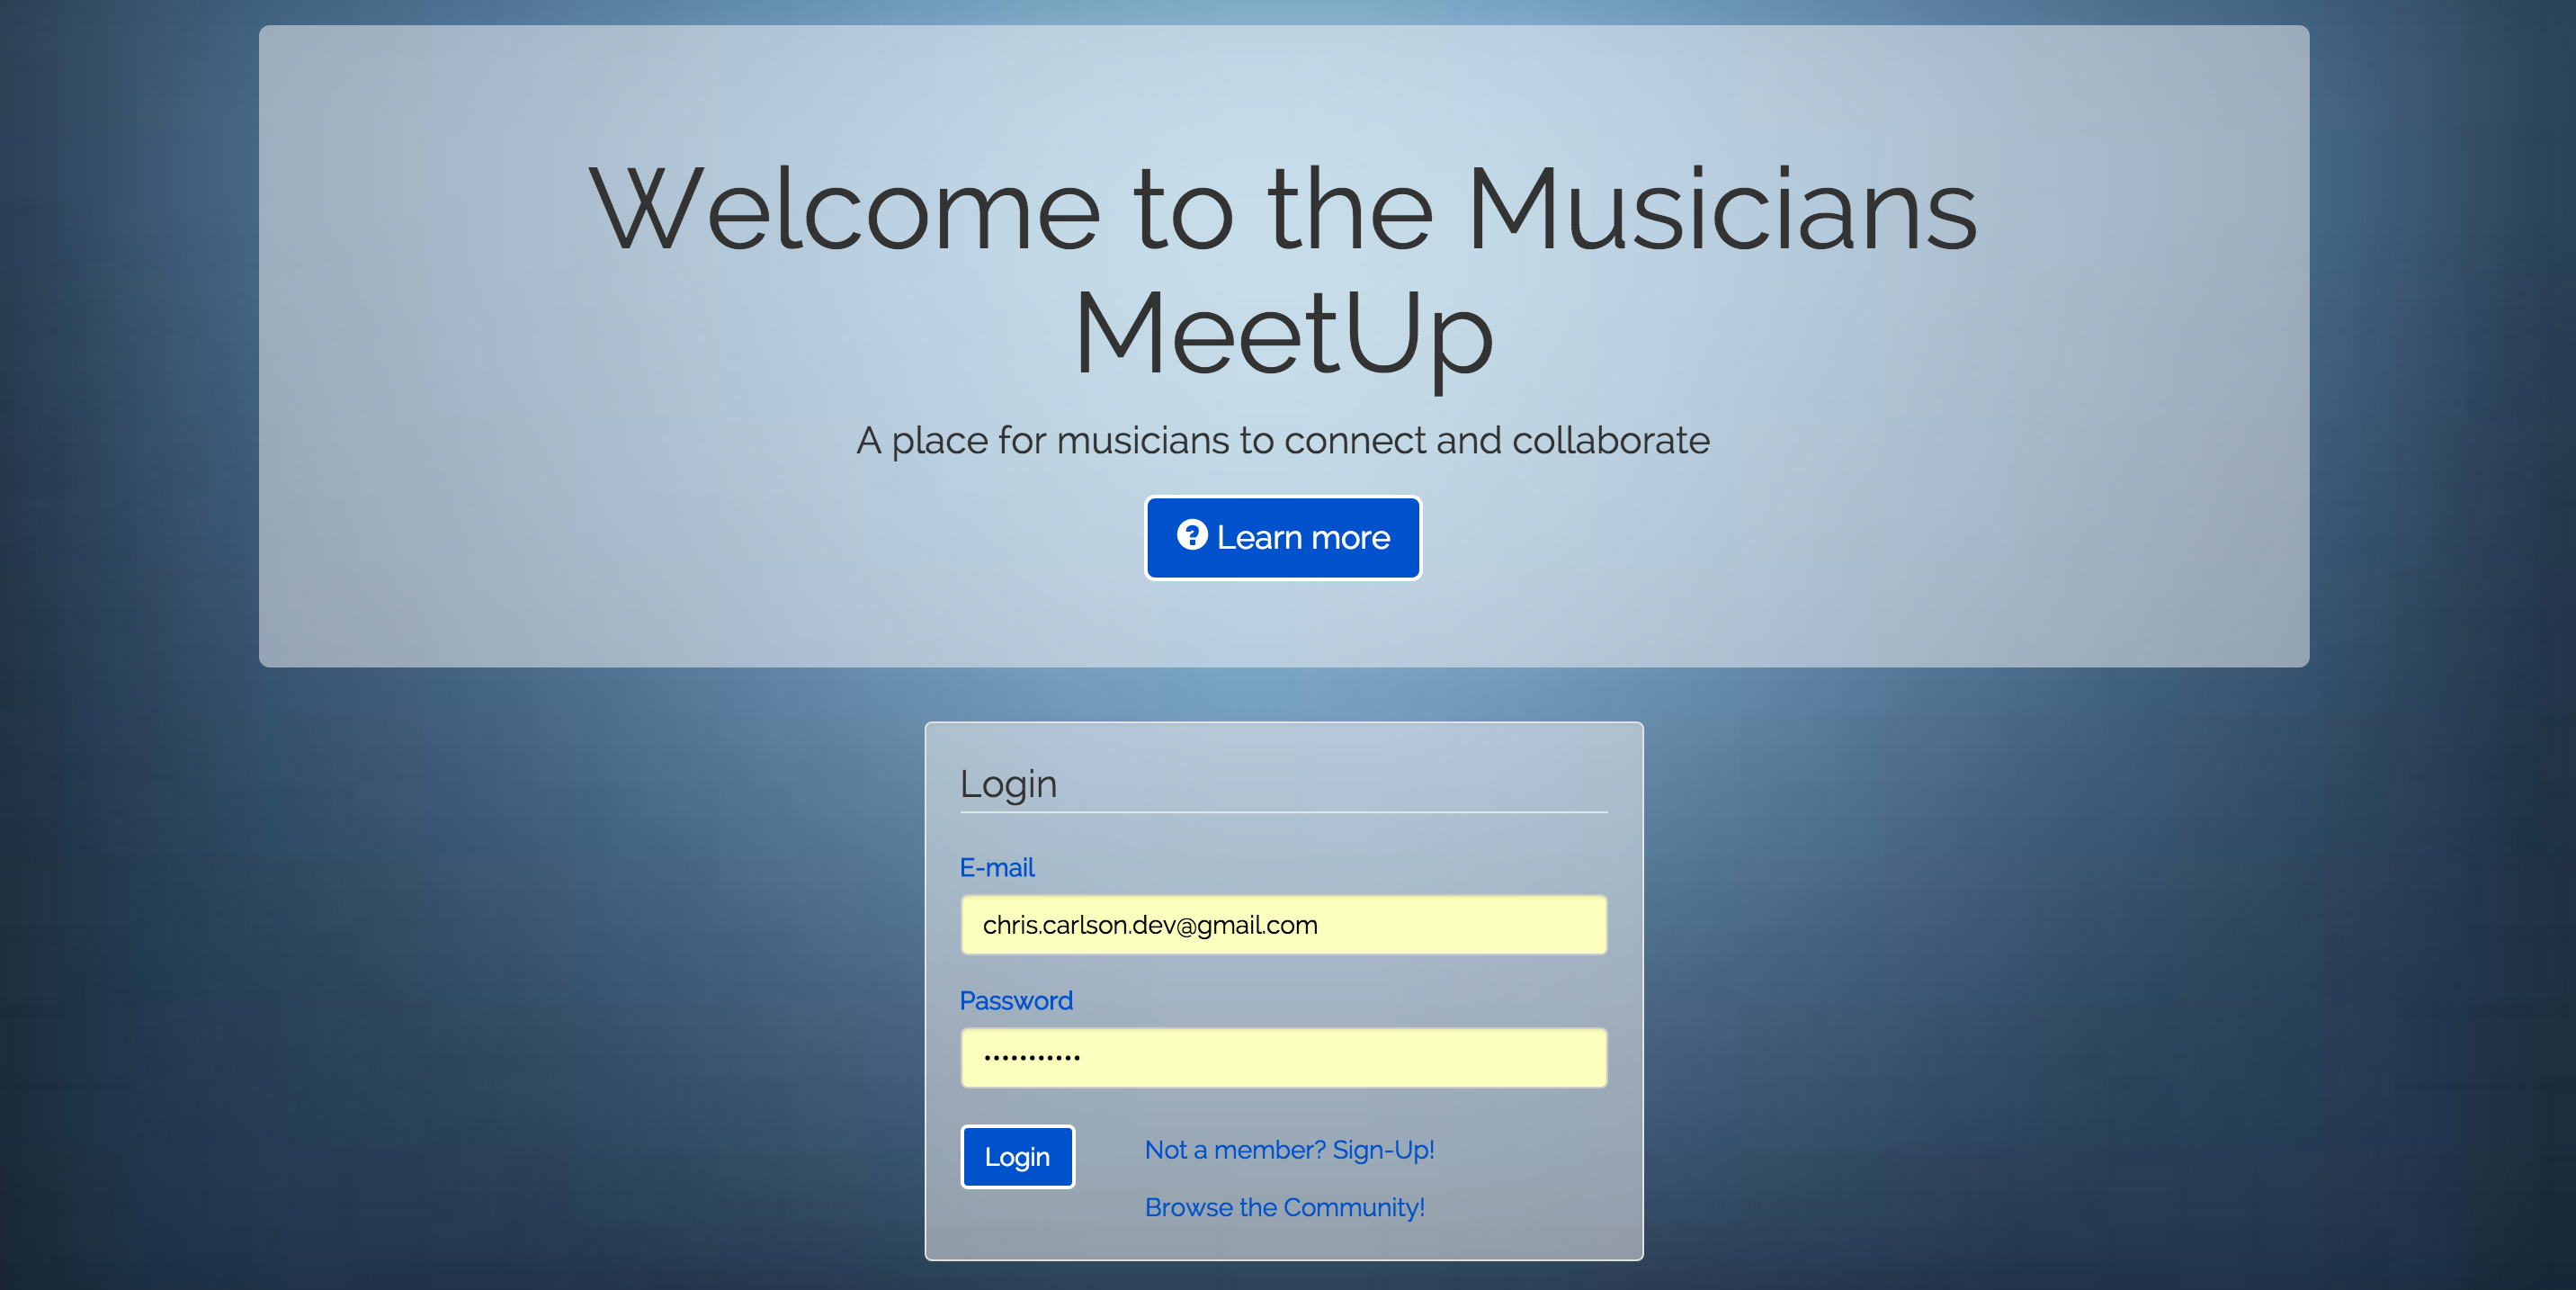 Welcome to the Musicians
MeetUp
A place for musicians to connect and collaborate
Learn more
Login
E-mail
chris.carlson.dev@gmail.com
Password
•••••••••••
Login
Not a member? Sign-Up!
Browse the Community!